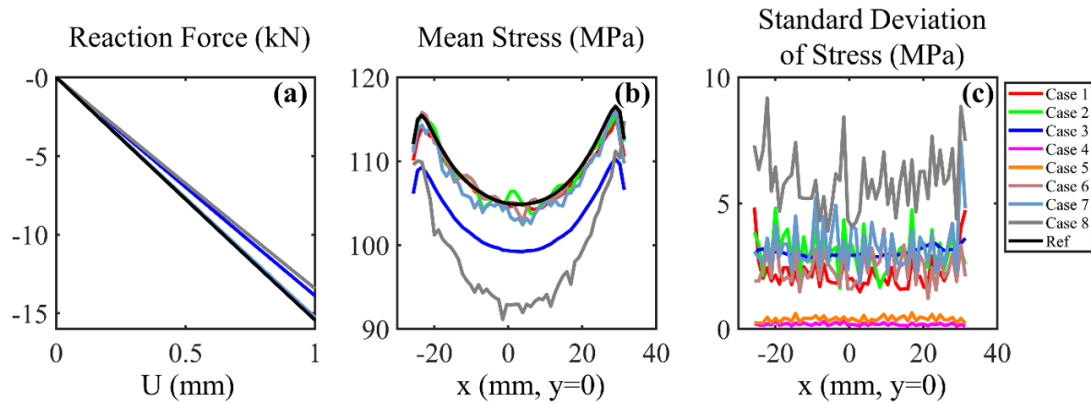 Reaction Force (kN)
-0
-5
-10
-15
0
0.5
1
U (mm)
(a)
Mean Stress (MPa)
120
110
100
90
-20
0
20
40
x (mm, y=0)
(b)
Standard Deviation
of Stress (MPa)
10
5
0
-20
0
20
40
x (mm, y=0)
(c)
Case 1
Case 2
Case 3
Case 4
Case 5
Case 6
Case 7
Case 8
Ref